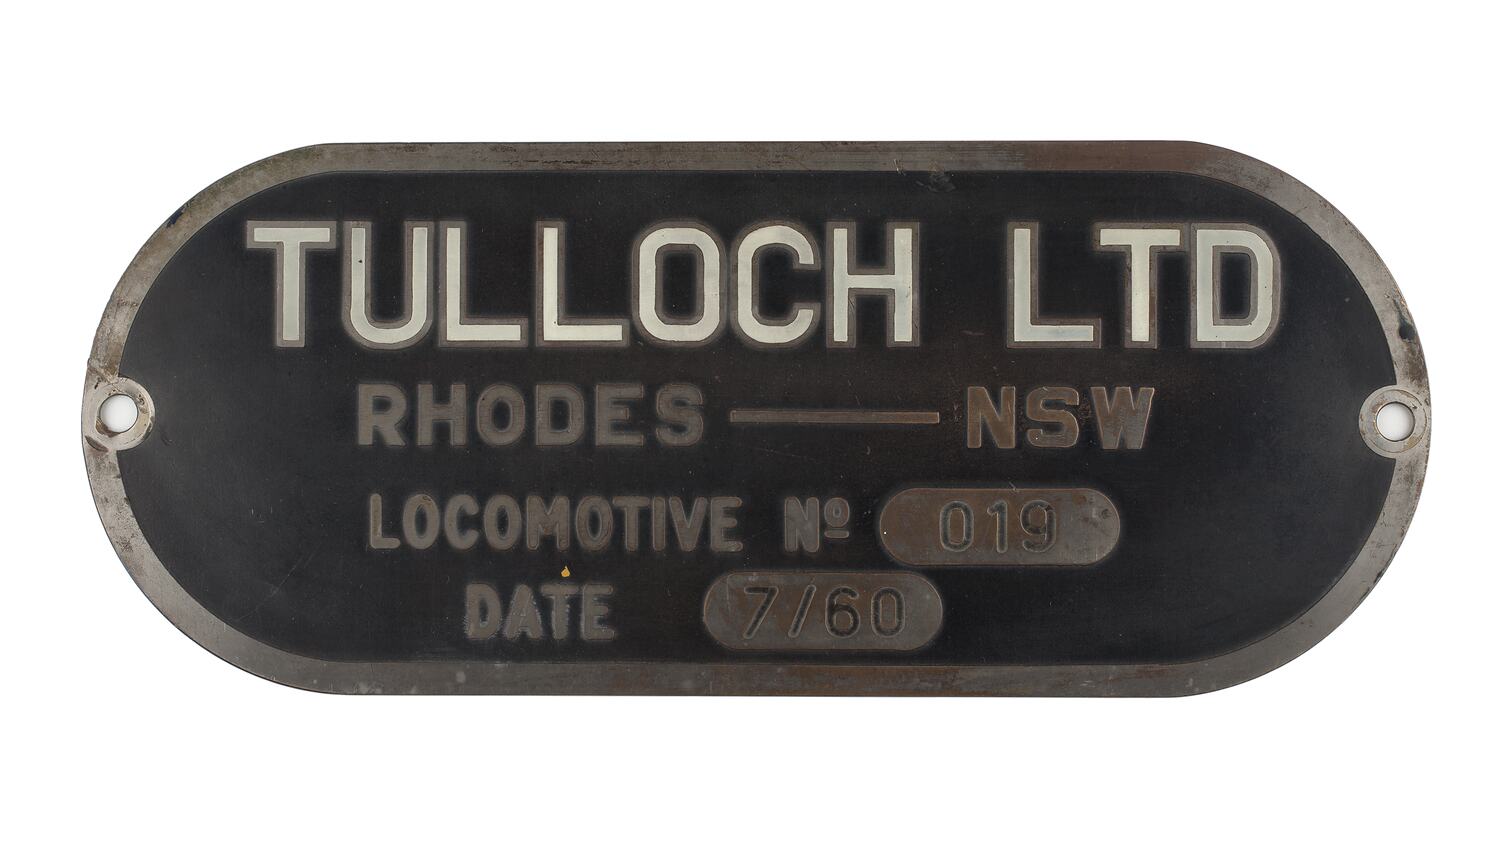 TULLOCH LTD
RHODES — NSW
LOCOMOTIVE Nº 019
DATE 7/60